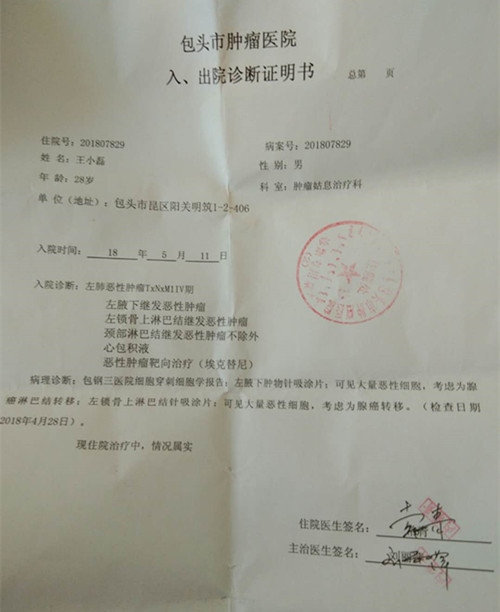 包头市肿瘤医院
入、出院诊断证明书 总第 页
住院号：201807829 病案号：201807829
姓 名：王小磊 性 别：男
年 龄：28岁 科 室：肿瘤姑息治疗科
单 位（地址）：包头市昆区阳关明筑1-2-406
入院时间： 18 年 5 月 11 日
入院诊断：左肺恶性肿瘤TxNxM1IV期
左腋下继发恶性肿瘤
左锁骨上淋巴结继发恶性肿瘤
颈部淋巴结继发恶性肿瘤不除外
心包积液
恶性肿瘤靶向治疗（埃克替尼）
病理诊断：包钢三医院细胞穿刺细胞学报告：左腋下肿物针吸涂片：可见大量恶性细胞，考虑为腺
癌淋巴结转移；左锁骨上淋巴结针吸涂片：可见大量恶性细胞，考虑为腺癌转移。（检查日期
2018年4月28日）。
现住院治疗中，情况属实
住院医生签名：
主治医生签名：